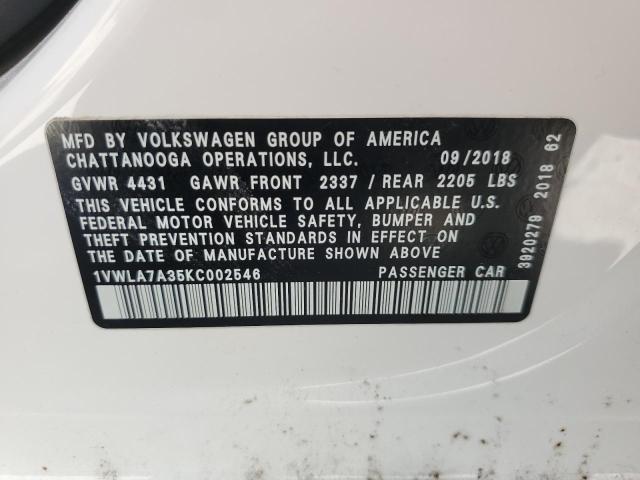 MFD BY VOLKSWAGEN GROUP OF AMERICA
CHATTANOOGA OPERATIONS, LLC. 09/2018
GVWR 4431 GAWR FRONT 2337 / REAR 2205 LBS
THIS VEHICLE CONFORMS TO ALL APPLICABLE U.S.
FEDERAL MOTOR VEHICLE SAFETY, BUMPER AND
THEFT PREVENTION STANDARDS IN EFFECT ON
THE DATE OF MANUFACTURE SHOWN ABOVE
1VWLA7A35KC002546 PASSENGER CAR
3920279 2018 62